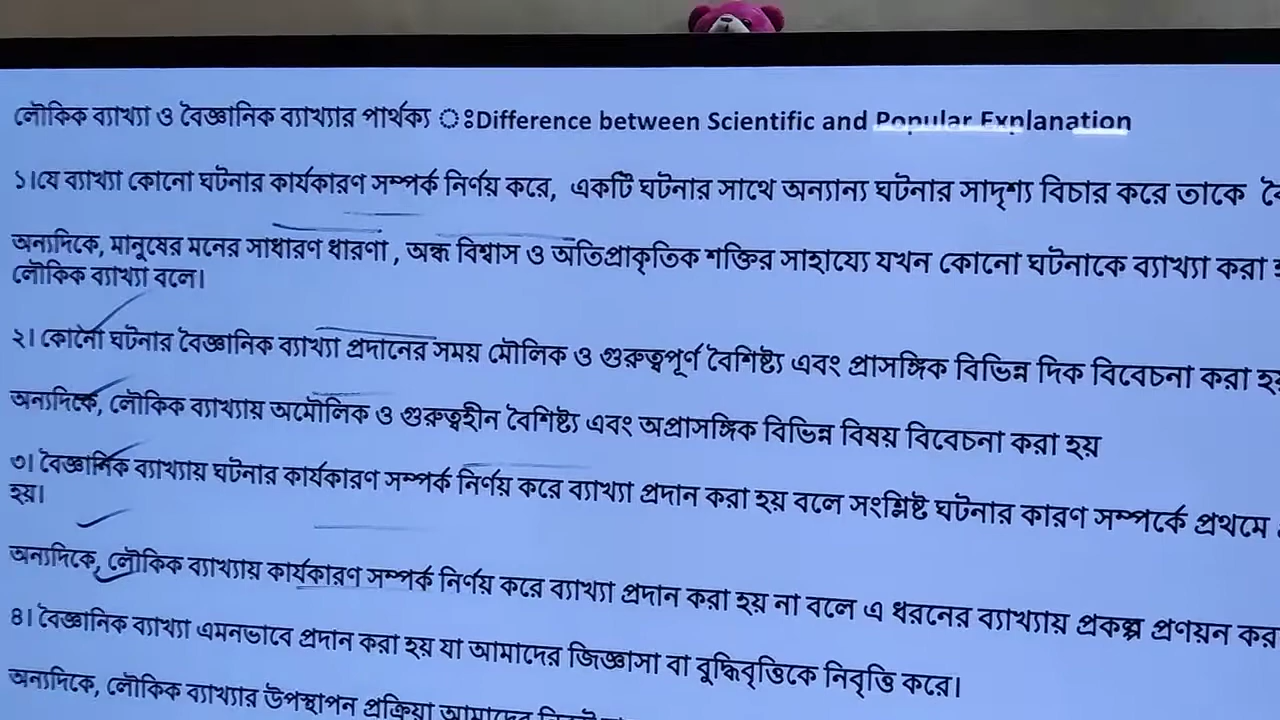 লৌকিক ব্যাখ্যা ও বৈজ্ঞানিক ব্যাখ্যার পার্থক্য ঃDifference between Scientific and Popular Explanation
১।যে ব্যাখ্যা কোনো ঘটনার কার্যকারণ সম্পর্ক নির্ণয় করে, একটি ঘটনার সাথে অন্যান্য ঘটনার সাদৃশ্য বিচার করে তাকে
অন্যদিকে, মানুষের মনের সাধারণ ধারণা , অন্ধ বিশ্বাস ও অতিপ্রাকৃতিক শক্তির সাহায্যে যখন কোনো ঘটনাকে ব্যাখ্যা করা
লৌকিক ব্যাখ্যা বলে।
২। কোনো ঘটনার বৈজ্ঞানিক ব্যাখ্যা প্রদানের সময় মৌলিক ও গুরুত্বপূর্ণ বৈশিষ্ট্য এবং প্রাসঙ্গিক বিভিন্ন দিক বিবেচনা করা
অন্যদিকে, লৌকিক ব্যাখ্যায় অমৌলিক ও গুরুত্বহীন বৈশিষ্ট্য এবং অপ্রাসঙ্গিক বিভিন্ন বিষয় বিবেচনা করা হয়
৩। বৈজ্ঞানিক ব্যাখ্যায় ঘটনার কার্যকারণ সম্পর্ক নির্ণয় করে ব্যাখ্যা প্রদান করা হয় বলে সংশ্লিষ্ট ঘটনার কারণ সম্পর্কে প্রথমে
হয়।
অন্যদিকে, লৌকিক ব্যাখ্যায় কার্যকারণ সম্পর্ক নির্ণয় করে ব্যাখ্যা প্রদান করা হয় না বলে এ ধরনের ব্যাখ্যায় প্রকল্প প্রণয়ন
৪। বৈজ্ঞানিক ব্যাখ্যা এমনভাবে প্রদান করা হয় যা আমাদের জিজ্ঞাসা বা বুদ্ধিবৃত্তিকে নিবৃত্তি করে।
অন্যদিকে, লৌকিক ব্যাখ্যার উপস্থাপন প্রক্রিয়া আমাদের